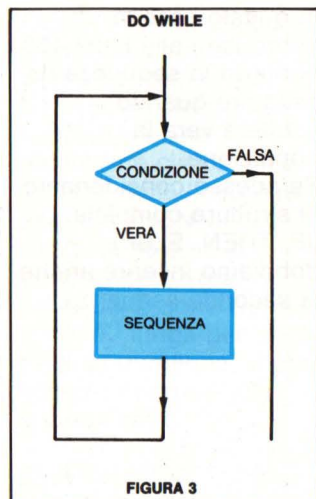 DO WHILE
CONDIZIONE
FALSA
VERA
SEQUENZA
FIGURA 3